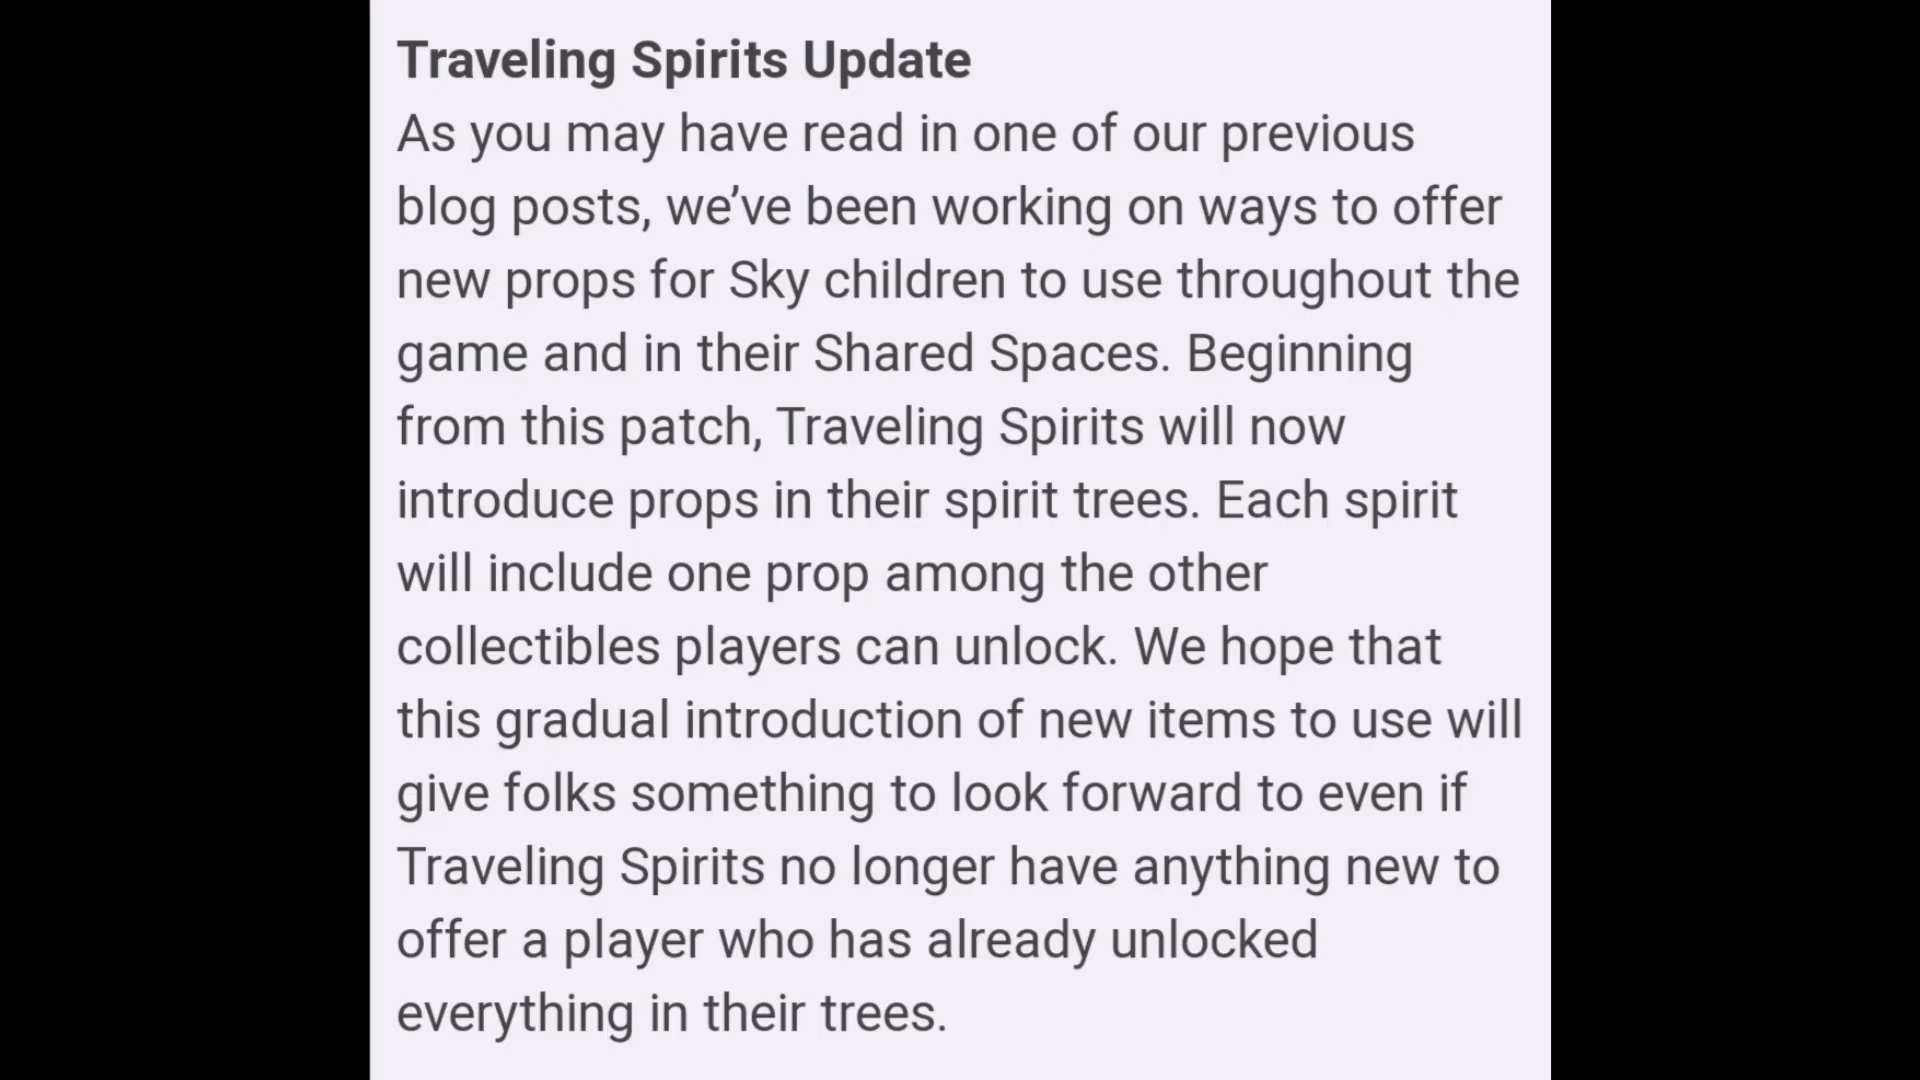 Traveling Spirits Update
As you may have read in one of our previous
blog posts, we’ve been working on ways to offer
new props for Sky children to use throughout the
game and in their Shared Spaces. Beginning
from this patch, Traveling Spirits will now
introduce props in their spirit trees. Each spirit
will include one prop among the other
collectibles players can unlock. We hope that
this gradual introduction of new items to use will
give folks something to look forward to even if
Traveling Spirits no longer have anything new to
offer a player who has already unlocked
everything in their trees.